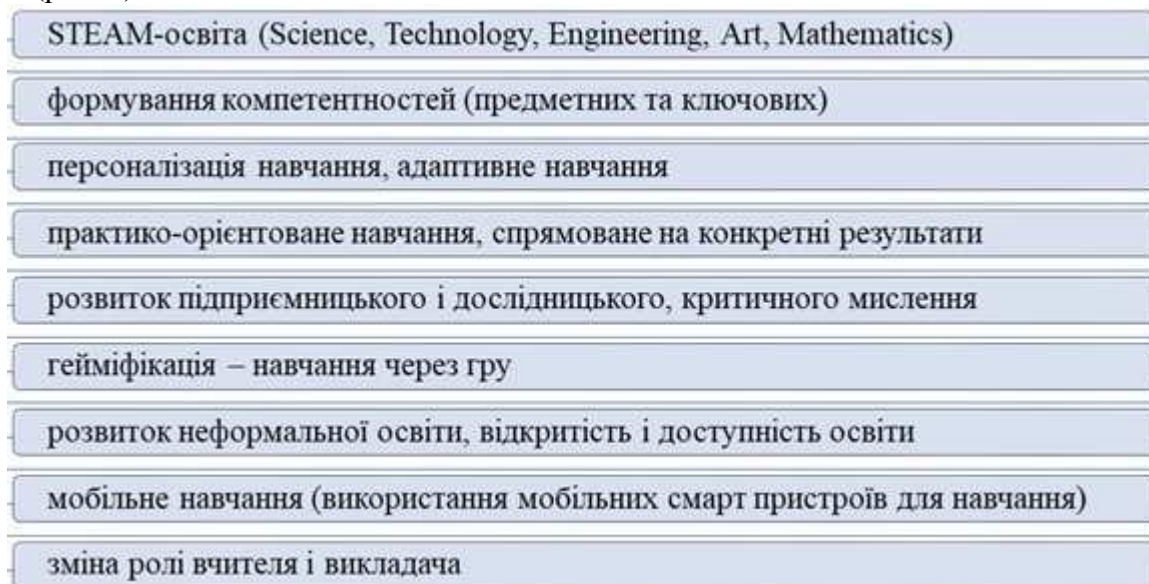 STEAM-освіта (Science, Technology, Engineering, Art, Mathematics)
формування компетентностей (предметних та ключових)
персоналізація навчання, адаптивне навчання
практико-орієнтоване навчання, спрямоване на конкретні результати
розвиток підприємницького і дослідницького, критичного мислення
гейміфікація – навчання через гру
розвиток неформальної освіти, відкритість і доступність освіти
мобільне навчання (використання мобільних смарт пристроїв для навчання)
зміна ролі вчителя і викладача